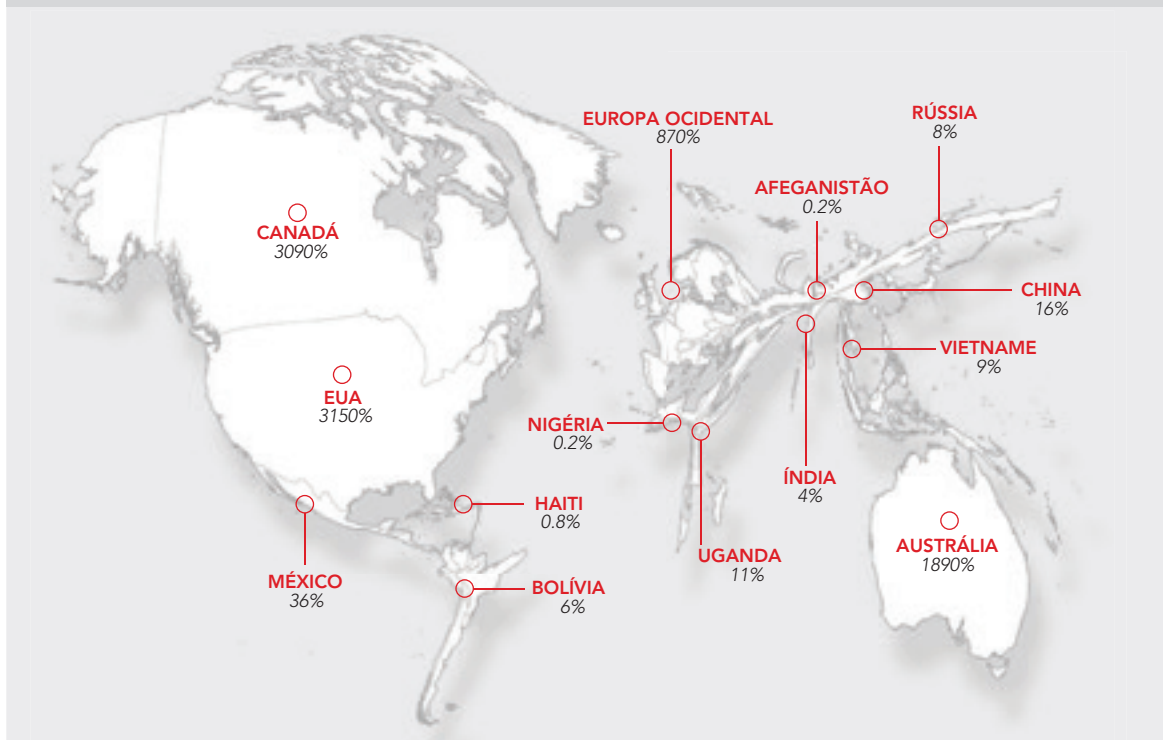 EUROPA OCIDENTAL
870%
RÚSSIA
8%
AFEGANISTÃO
0.2%
CANADÁ
3090%
CHINA
16%
VIETNAME
9%
EUA
3150%
NIGÉRIA
0.2%
ÍNDIA
4%
HAITI
0.8%
UGANDA
11%
AUSTRÁLIA
1890%
MÉXICO
36%
BOLÍVIA
6%